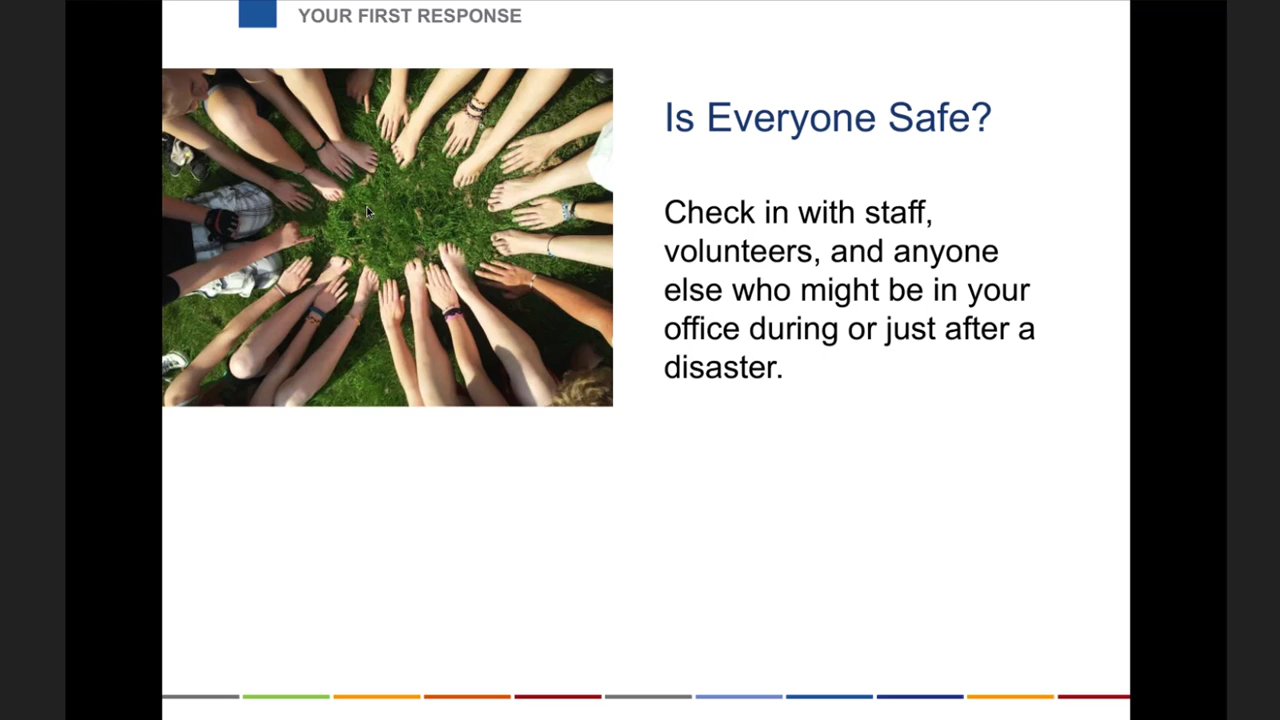 YOUR FIRST RESPONSE
Is Everyone Safe?
Check in with staff,
volunteers, and anyone
else who might be in your
office during or just after a
disaster.